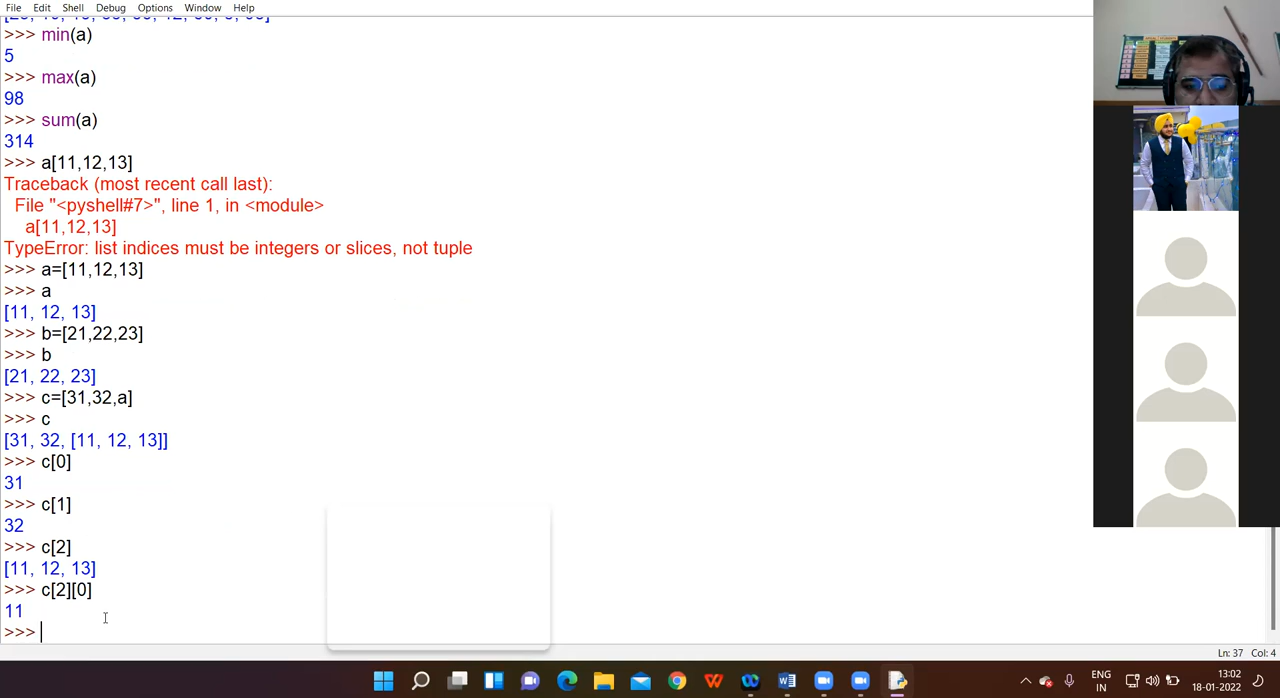 File Edit Shell Debug Options Window Help
>>> min(a)
5
>>> max(a)
98
>>> sum(a)
314
>>> a[11,12,13]
Traceback (most recent call last):
  File "<pyshell#7>", line 1, in <module>
    a[11,12,13]
TypeError: list indices must be integers or slices, not tuple
>>> a=[11,12,13]
>>> a
[11, 12, 13]
>>> b=[21,22,23]
>>> b
[21, 22, 23]
>>> c=[31,32,a]
>>> c
[31, 32, [11, 12, 13]]
>>> c[0]
31
>>> c[1]
32
>>> c[2]
[11, 12, 13]
>>> c[2][0]
11
>>>
Ln: 37 Col: 4
ENG 13:02
IN 18-01-2022